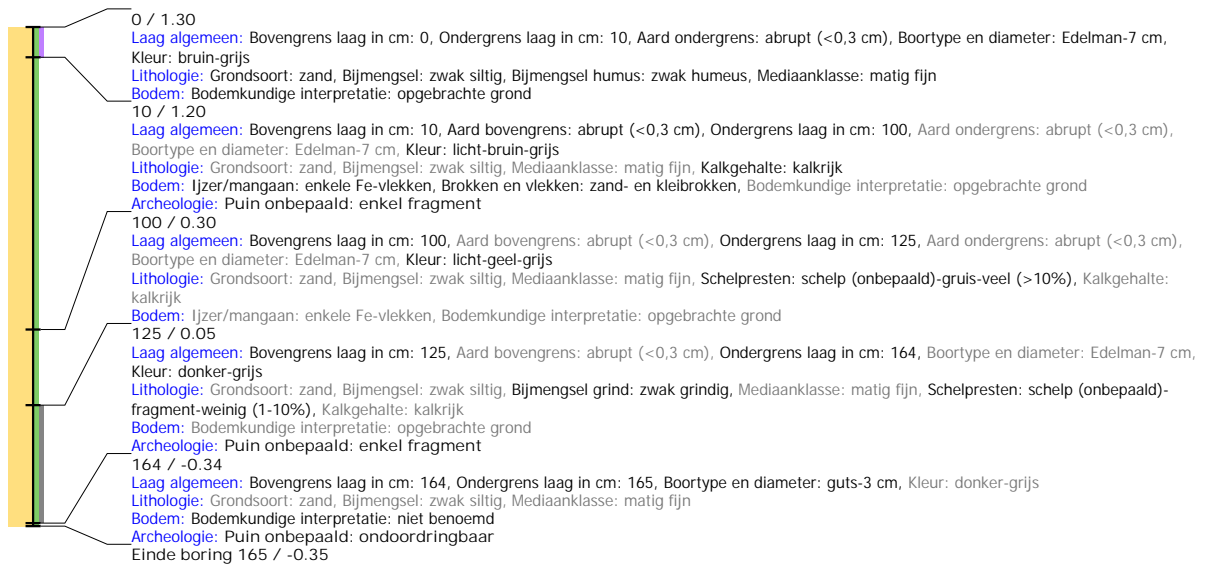 0 / 1.30
Laag algemeen: Bovengrens laag in cm: 0, Ondergrens laag in cm: 10, Aard ondergrens: abrupt (<0,3 cm), Boortype en diameter: Edelman-7 cm,
Kleur: bruin-grijs
Lithologie: Grondsoort: zand, Bijmengsel: zwak siltig, Bijmengsel humus: zwak humeus, Mediaanklasse: matig fijn
Bodem: Bodemkundige interpretatie: opgebrachte grond
10 / 1.20
Laag algemeen: Bovengrens laag in cm: 10, Aard bovengrens: abrupt (<0,3 cm), Ondergrens laag in cm: 100, Aard ondergrens: abrupt (<0,3 cm),
Boortype en diameter: Edelman-7 cm, Kleur: licht-bruin-grijs
Lithologie: Grondsoort: zand, Bijmengsel: zwak siltig, Mediaanklasse: matig fijn, Kalkgehalte: kalkrijk
Bodem: Ijzer/mangaan: enkele Fe-vlekken, Brokken en vlekken: zand- en kleibrokken, Bodemkundige interpretatie: opgebrachte grond
Archeologie: Puin onbepaald: enkel fragment
100 / 0.30
Laag algemeen: Bovengrens laag in cm: 100, Aard bovengrens: abrupt (<0,3 cm), Ondergrens laag in cm: 125, Aard ondergrens: abrupt (<0,3 cm),
Boortype en diameter: Edelman-7 cm, Kleur: licht-geel-grijs
Lithologie: Grondsoort: zand, Bijmengsel: zwak siltig, Mediaanklasse: matig fijn, Schelpresten: schelp (onbepaald)-gruis-veel (>10%), Kalkgehalte:
kalkrijk
Bodem: Ijzer/mangaan: enkele Fe-vlekken, Bodemkundige interpretatie: opgebrachte grond
125 / 0.05
Laag algemeen: Bovengrens laag in cm: 125, Aard bovengrens: abrupt (<0,3 cm), Ondergrens laag in cm: 164, Boortype en diameter: Edelman-7 cm,
Kleur: donker-grijs
Lithologie: Grondsoort: zand, Bijmengsel: zwak siltig, Bijmengsel grind: zwak grindig, Mediaanklasse: matig fijn, Schelpresten: schelp (onbepaald)-
fragment-weinig (1-10%), Kalkgehalte: kalkrijk
Bodem: Bodemkundige interpretatie: opgebrachte grond
Archeologie: Puin onbepaald: enkel fragment
164 / -0.34
Laag algemeen: Bovengrens laag in cm: 164, Ondergrens laag in cm: 165, Boortype en diameter: guts-3 cm, Kleur: donker-grijs
Lithologie: Grondsoort: zand, Bijmengsel: zwak siltig, Mediaanklasse: matig fijn
Bodem: Bodemkundige interpretatie: niet benoemd
Archeologie: Puin onbepaald: ondoordringbaar
Einde boring 165 / -0.35